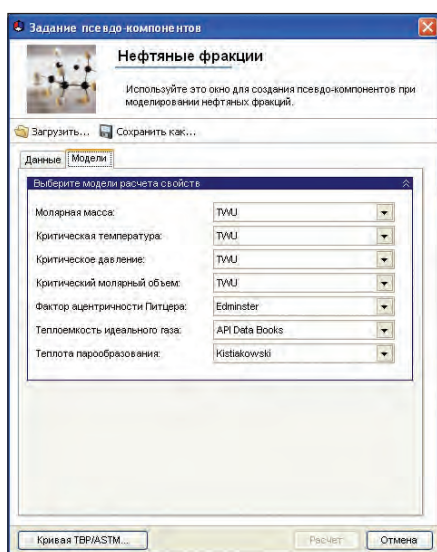 Задание псевдо-компонентов
Нефтяные фракции
Используйте это окно для создания псевдо-компонентов при
моделировании нефтяных фракций.
Загрузить... Сохранить как...
Данные Модели
Выберите модели расчета свойств
Молярная масса: TWU
Критическая температура: TWU
Критическое давление: TWU
Критический молярный объем: TWU
Фактор ацентричности Питцера: Edminster
Теплоемкость идеального газа: API Data Books
Теплота парообразования: Kistiakowski
Кривая TBP/ASTM... Расчет Отмена